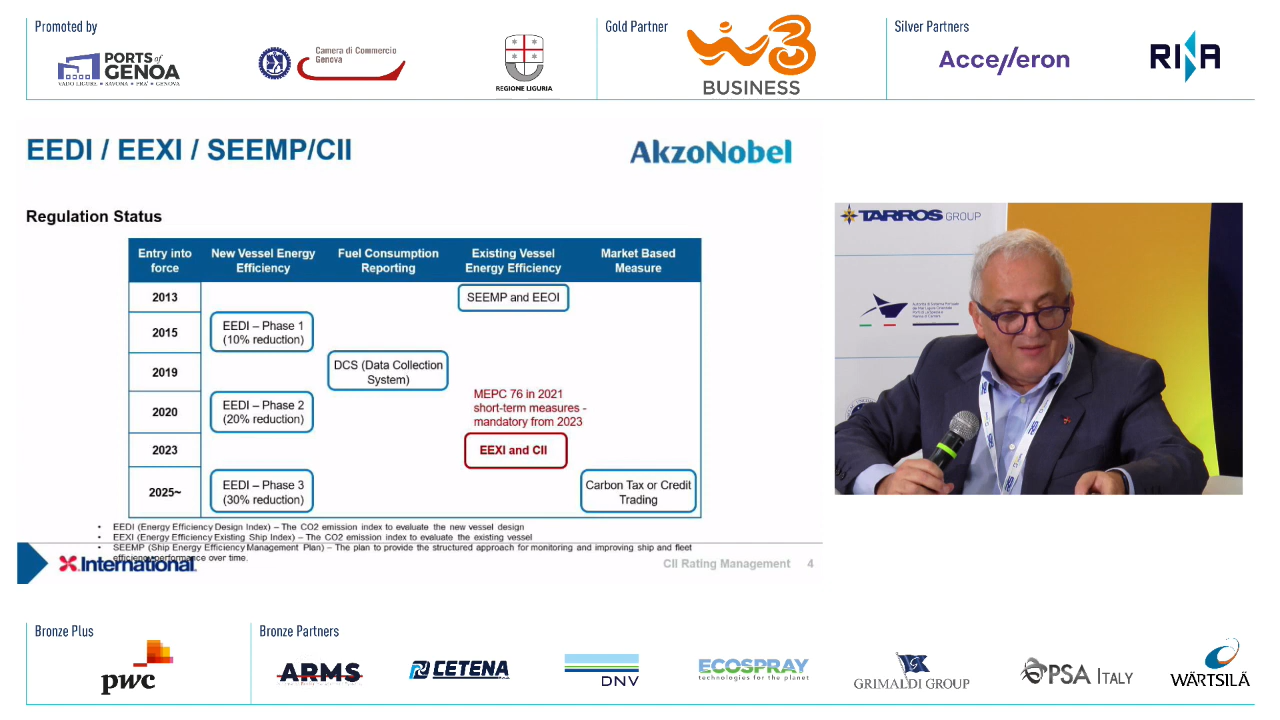 Promoted by
PORTS of
GENOA
VADO LIGURE • SAVONA • PRA' • GENOVA
Camera di Commercio
Genova
REGIONE LIGURIA
Gold Partner
W3
BUSINESS
Silver Partners
Accelleron
RINA
EEDI / EEXI / SEEMP/CII
AkzoNobel
Regulation Status
Entry into
force
New Vessel Energy
Efficiency
Fuel Consumption
Reporting
Existing Vessel
Energy Efficiency
Market Based
Measure
2013
SEEMP and EEOI
2015
EEDI – Phase 1
(10% reduction)
2019
DCS (Data Collection
System)
2020
EEDI – Phase 2
(20% reduction)
MEPC 76 in 2021
short-term measures -
mandatory from 2023
2023
EEXI and CII
2025~
EEDI – Phase 3
(30% reduction)
Carbon Tax or Credit
Trading
• EEDI (Energy Efficiency Design Index) – The CO2 emission index to evaluate the new vessel design
• EEXI (Energy Efficiency Existing Ship Index) – The CO2 emission index to evaluate the existing vessel
• SEEMP (Ship Energy Efficiency Management Plan) – The plan to provide the structured approach for monitoring and improving ship and fleet
efficiency performance over time.
X.International.
CII Rating Management 4
TARROS GROUP
Bronze Plus
pwc
Bronze Partners
ARMS
CETENA
DNV
ECOSPRAY
technologies for the planet
GRIMALDI GROUP
PSA ITALY
WÄRTSILÄ